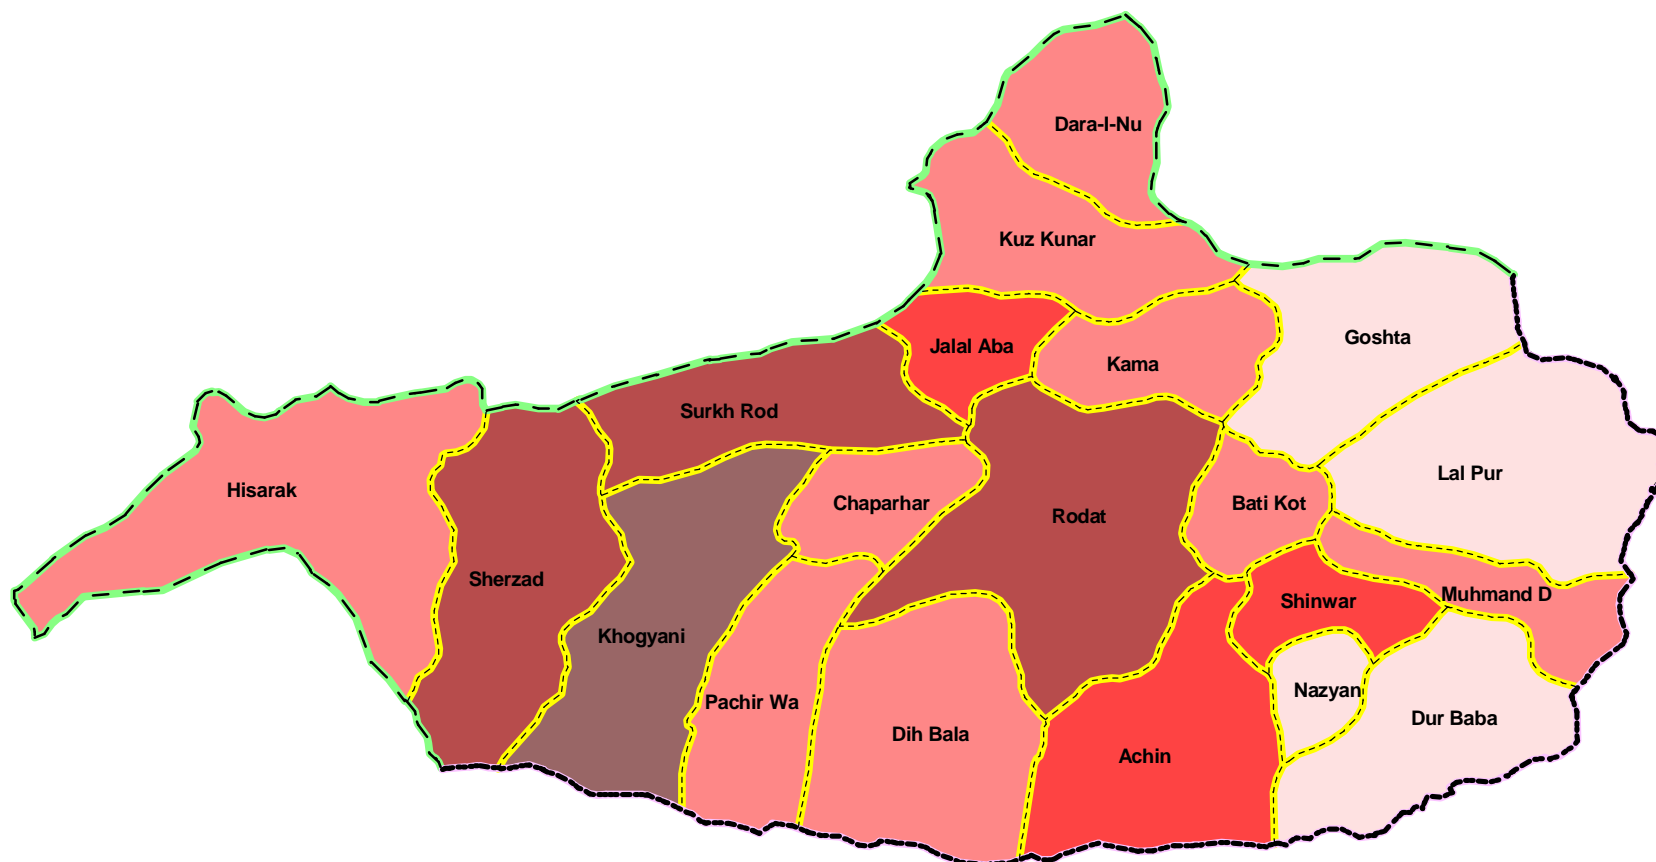 Dara-I-Nu
Kuz Kunar
Goshta
Jalal Aba
Kama
Surkh Rod
Lal Pur
Hisarak
Chaparhar
Bati Kot
Rodat
Sherzad
Muhmand D
Shinwar
Khogyani
Nazyan
Pachir Wa
Dur Baba
Dih Bala
Achin